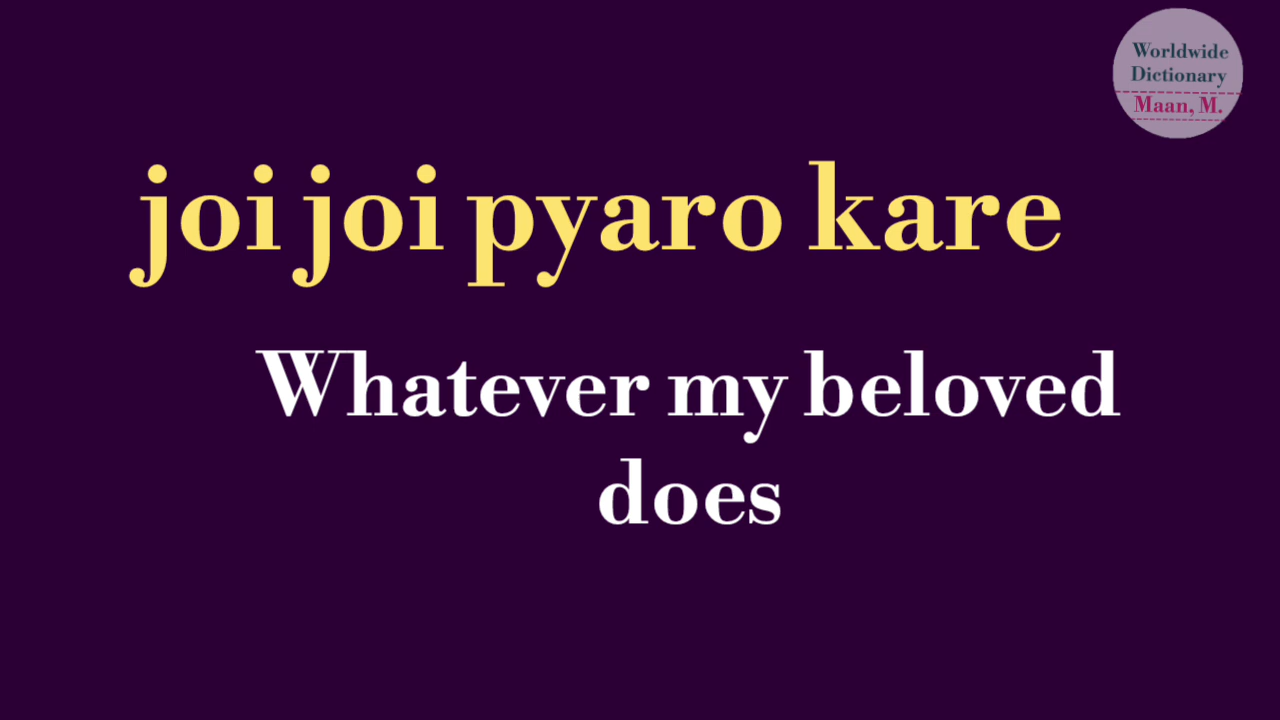 Worldwide
Dictionary
Maan, M.
joi joi pyaro kare
Whatever my beloved
does